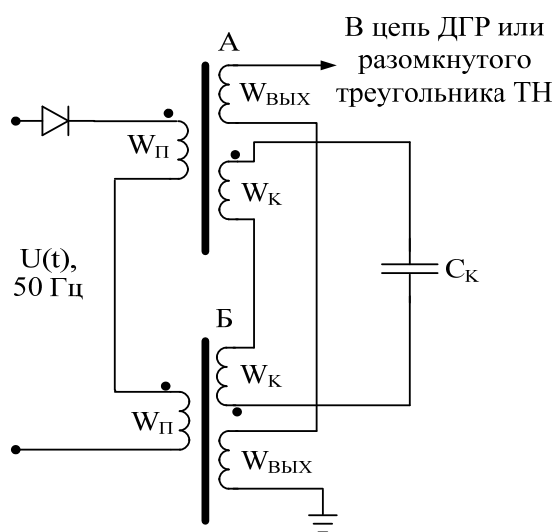 А
В цепь ДГР или
разомкнутого
треугольника ТН
WВЫХ
WП
WК
U(t),
50 Гц
CК
Б
WК
WП
WВЫХ